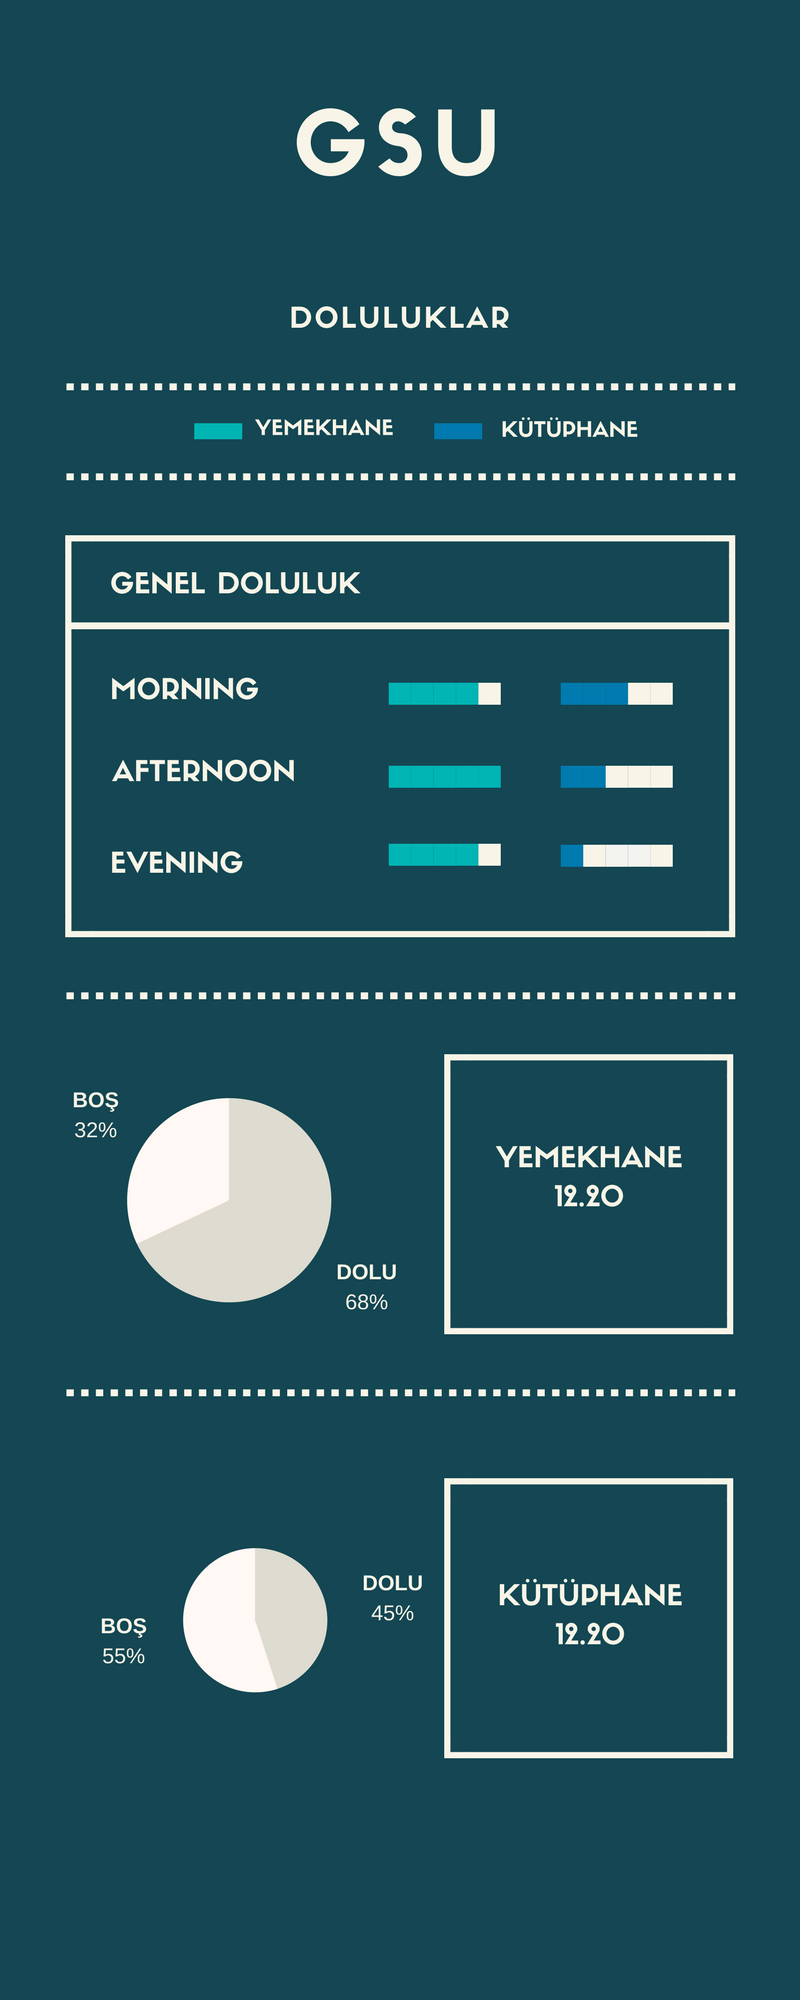 GSU
DOLULUKLAR
YEMEKHANE
KÜTÜPHANE
GENEL DOLULUK
MORNING
AFTERNOON
EVENING
BOŞ
32%
DOLU
68%
YEMEKHANE
12.20
DOLU
45%
BOŞ
55%
KÜTÜPHANE
12.20